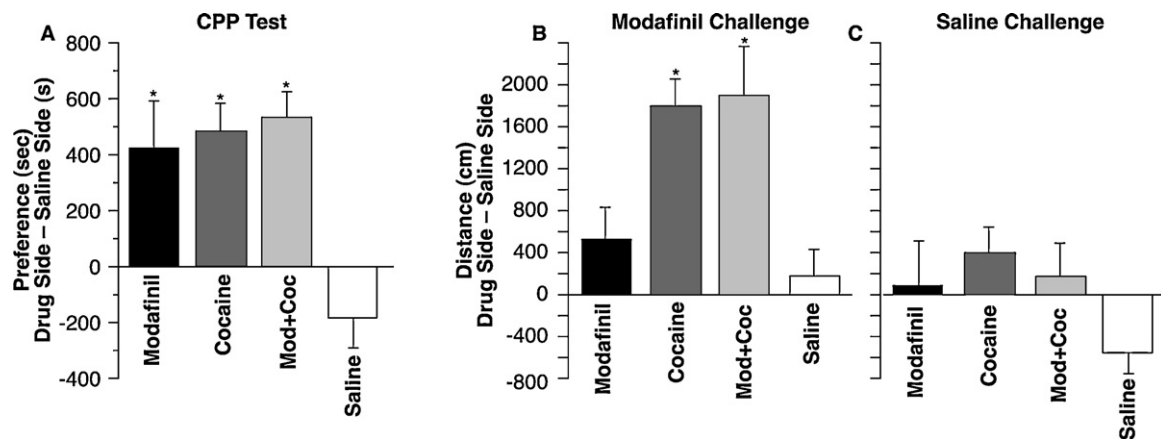 A
CPP Test
Preference (sec)
Drug Side – Saline Side (s)
800
600
400
200
0
-200
-400
*
*
*
Modafinil
Cocaine
Mod+Coc
Saline
B
Modafinil Challenge
Distance (cm)
Drug Side – Saline Side
2000
1600
1200
800
400
0
-400
-800
*
*
Modafinil
Cocaine
Mod+Coc
Saline
C
Saline Challenge
Modafinil
Cocaine
Mod+Coc
Saline